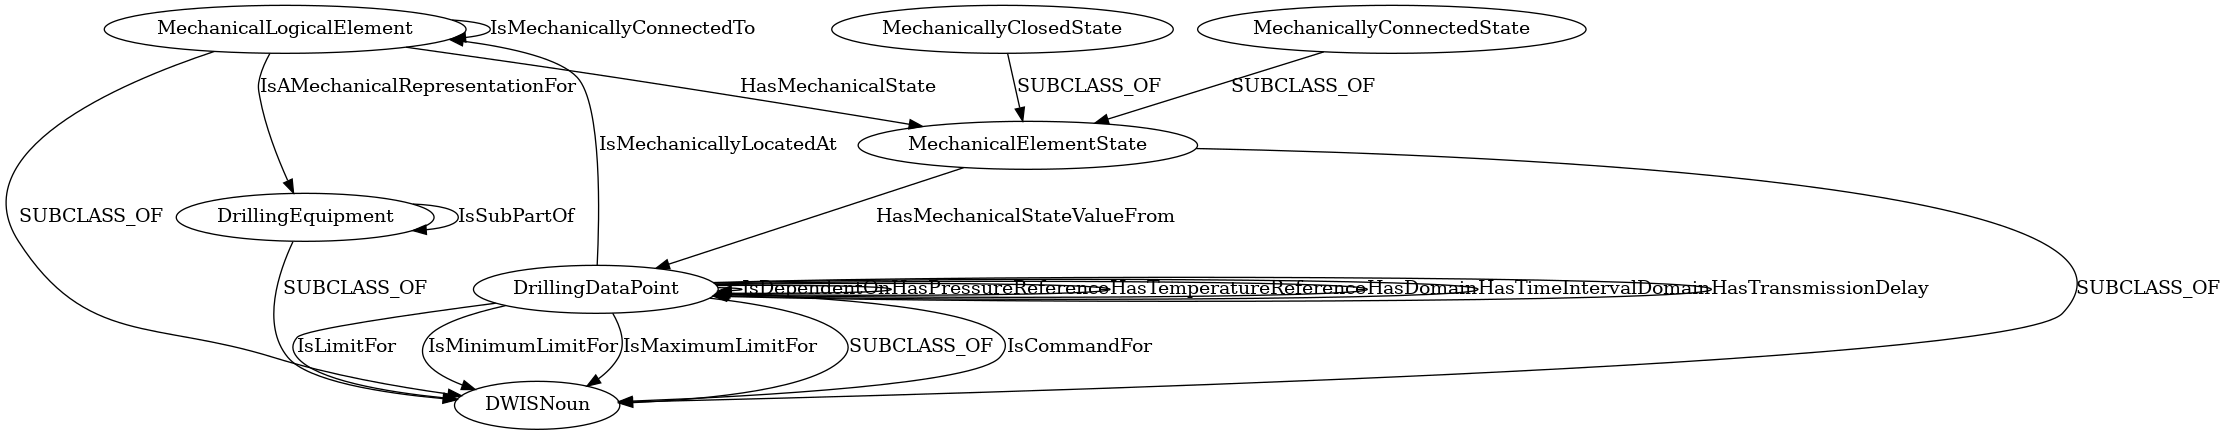 MechanicalLogicalElement
MechanicallyClosedState
MechanicallyConnectedState
IsMechanicallyConnectedTo
IsAMechanicalRepresentationFor
HasMechanicalState
SUBCLASS_OF
SUBCLASS_OF
IsMechanicallyLocatedAt
MechanicalElementState
SUBCLASS_OF
DrillingEquipment
IsSubPartOf
HasMechanicalStateValueFrom
SUBCLASS_OF
DrillingDataPoint
IsDependentOn
HasPressureReference
HasTemperatureReference
HasDomain
HasTimeIntervalDomain
HasTransmissionDelay
SUBCLASS_OF
IsLimitFor
IsMinimumLimitFor
IsMaximumLimitFor
SUBCLASS_OF
IsCommandFor
DWISNoun